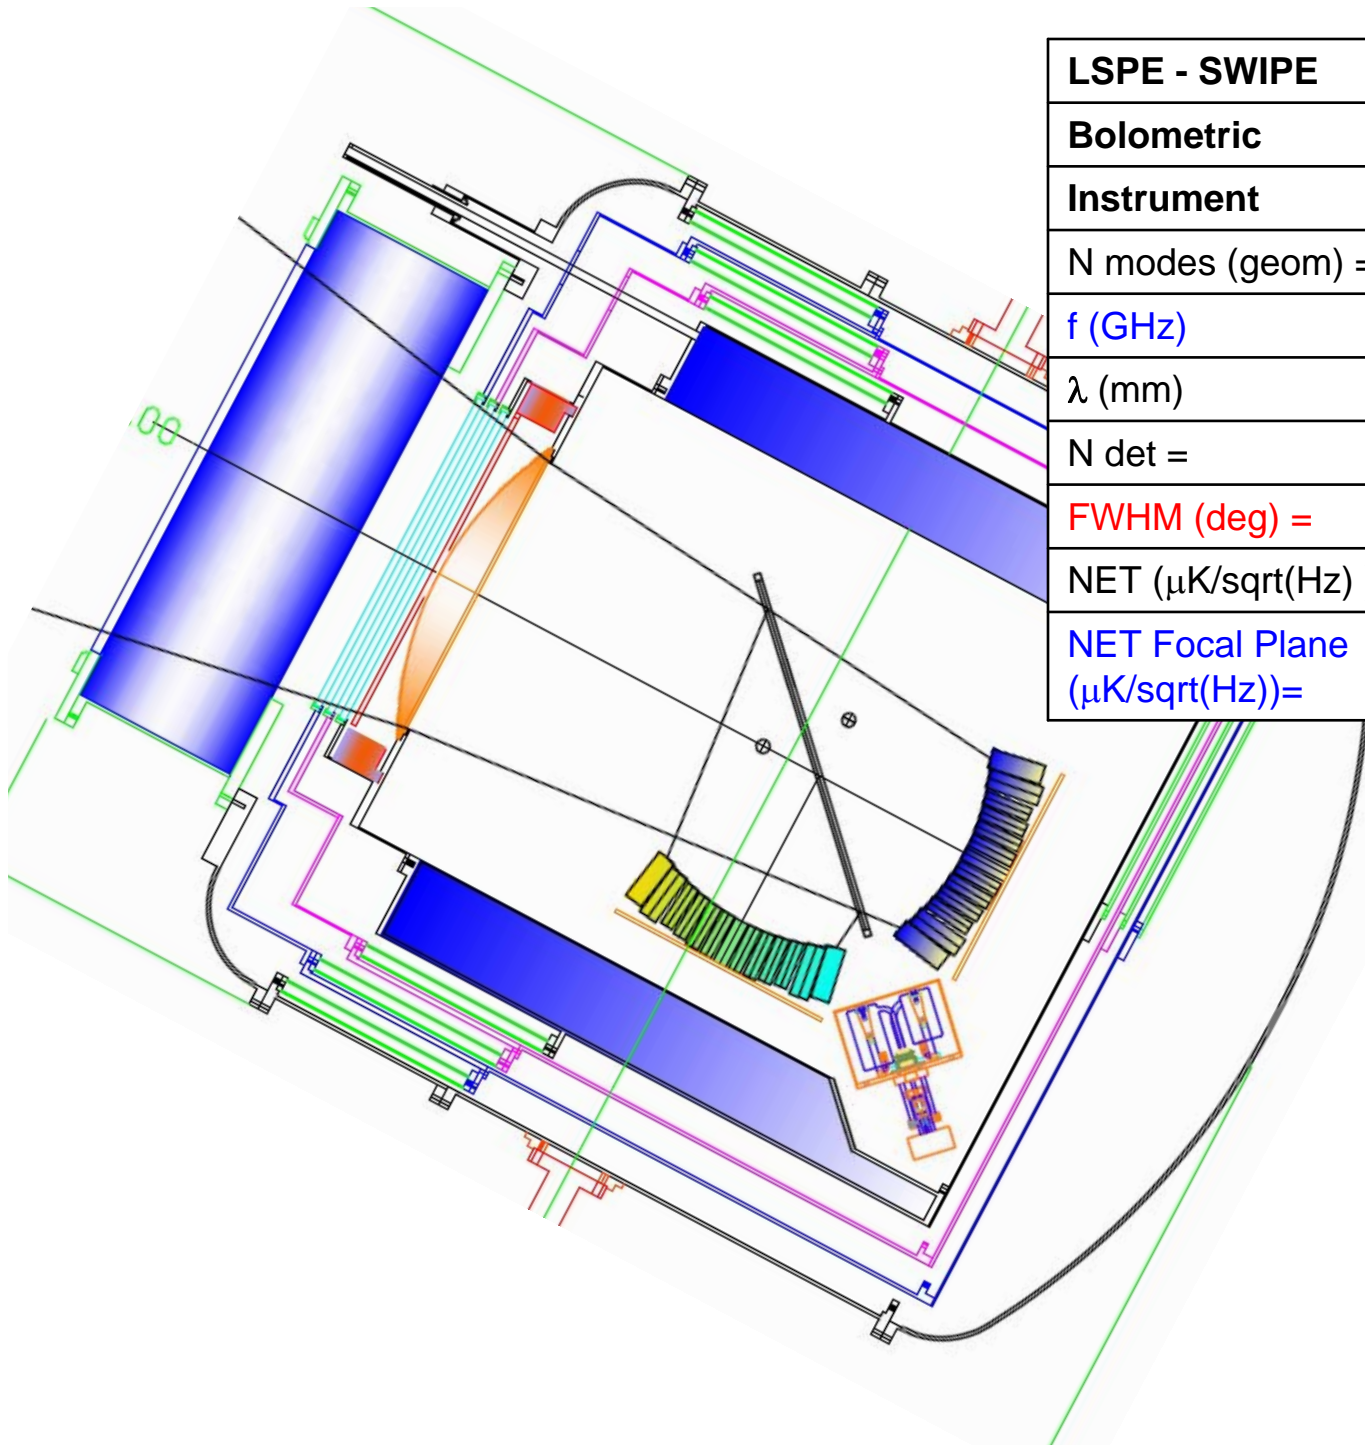 LSPE - SWIPE
Bolometric
Instrument
N modes (geom) =
f (GHz)
λ (mm)
N det =
FWHM (deg) =
NET (μK/sqrt(Hz)
NET Focal Plane
(μK/sqrt(Hz))=